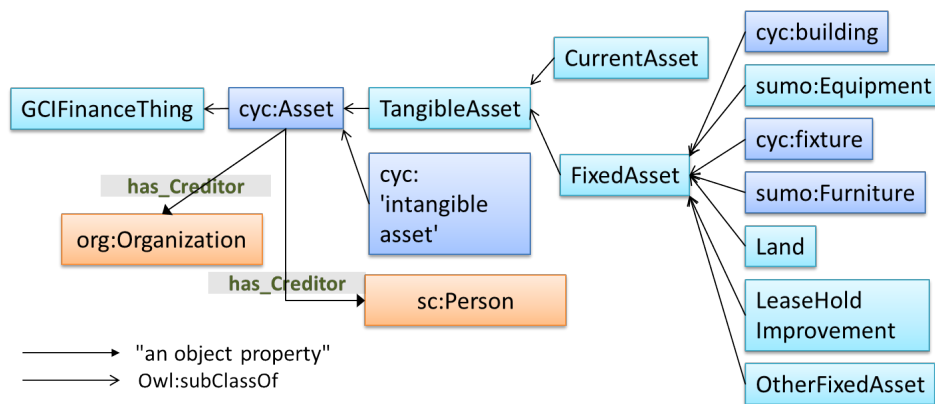 cyc:building
CurrentAsset
sumo:Equipment
GCIFinanceThing
cyc:Asset
TangibleAsset
cyc:fixture
FixedAsset
cyc:
'intangible
asset'
sumo:Furniture
has_Creditor
org:Organization
Land
has_Creditor
sc:Person
LeaseHold
Improvement
"an object property"
Owl:subClassOf
OtherFixedAsset